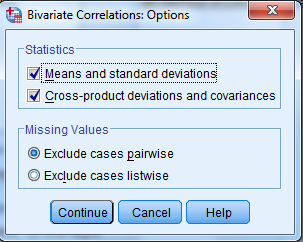 Bivariate Correlations: Options
Statistics
Means and standard deviations
Cross-product deviations and covariances
Missing Values
Exclude cases pairwise
Exclude cases listwise
Continue Cancel Help